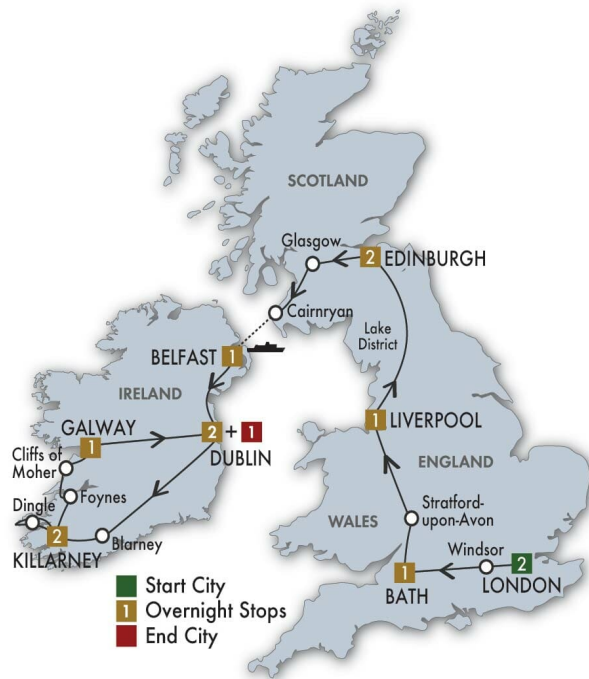 SCOTLAND
Glasgow
2 EDINBURGH
Cairnryan
Lake
District
BELFAST 1
IRELAND
GALWAY
1
2 + 1
DUBLIN
1 LIVERPOOL
Cliffs of
Moher
ENGLAND
Foynes
Dingle
2
KILLARNEY
Blarney
WALES
Stratford-
upon-Avon
Windsor
2
LONDON
1
BATH
Start City
1 Overnight Stops
End City